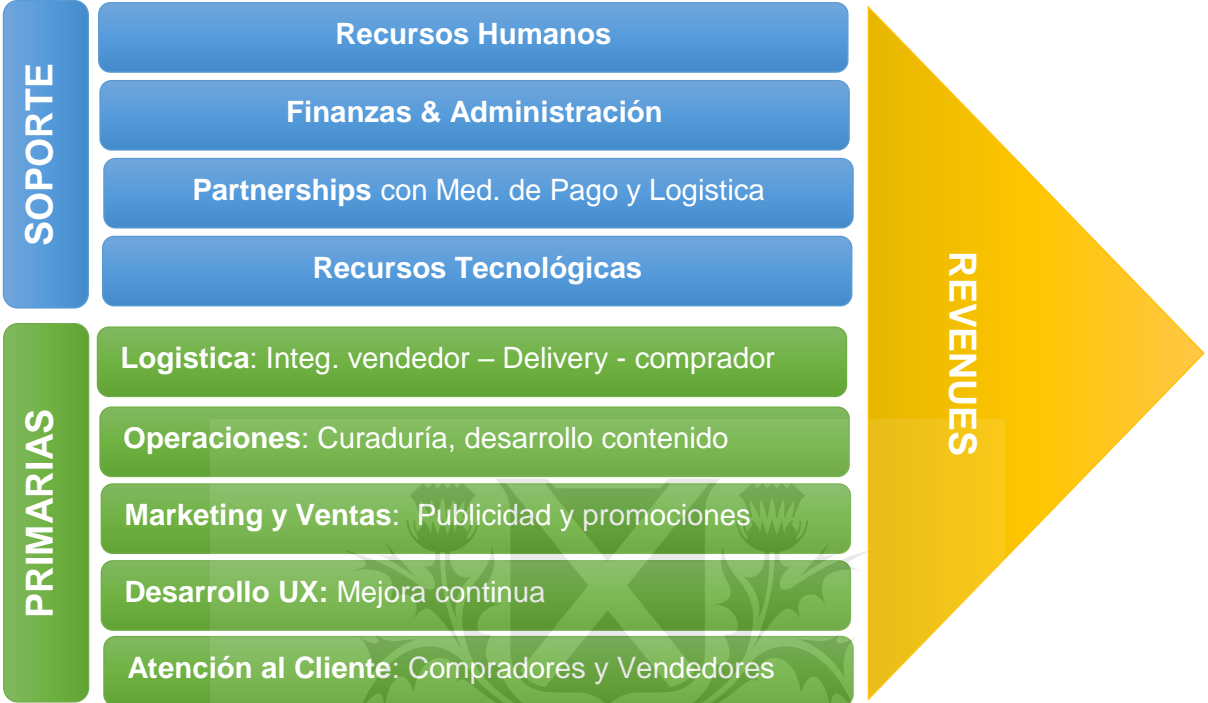 SOPORTE
Recursos Humanos
Finanzas & Administración
Partnerships con Med. de Pago y Logistica
Recursos Tecnológicas
PRIMARIAS
Logistica: Integ. vendedor – Delivery - comprador
Operaciones: Curaduría, desarrollo contenido
Marketing y Ventas: Publicidad y promociones
Desarrollo UX: Mejora continua
Atención al Cliente: Compradores y Vendedores
REVENUES